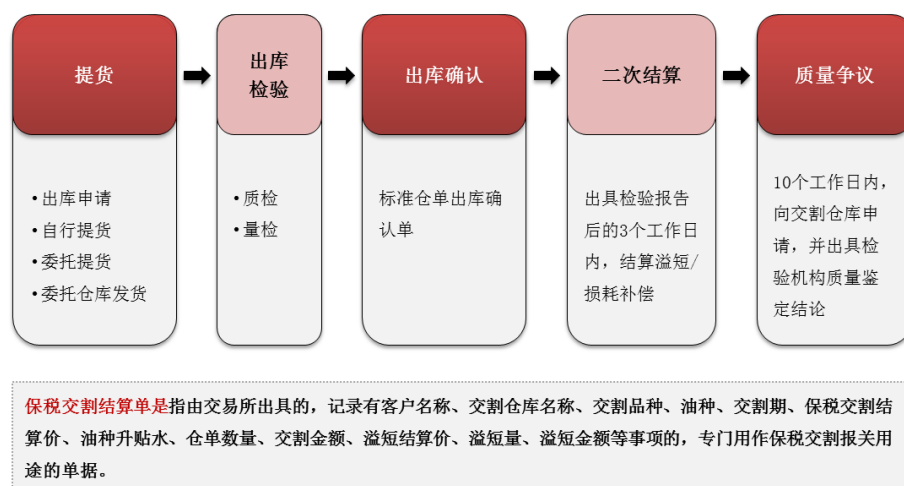 提货
出库
检验
出库确认
二次结算
质量争议
•出库申请
•自行提货
•委托提货
•委托仓库发货
•质检
•量检
标准仓单出库确
认单
出具检验报告
后的3个工作日
内，结算溢短/
损耗补偿
10个工作日内，
向交割仓库申
请，并出具检
验机构质量鉴
定结论
保税交割结算单是指由交易所出具的，记录有客户名称、交割仓库名称、交割品种、油种、交割期、保税交割结
算价、油种升贴水、仓单数量、交割金额、溢短结算价、溢短量、溢短金额等事项的，专门用作保税交割报关用
途的单据。